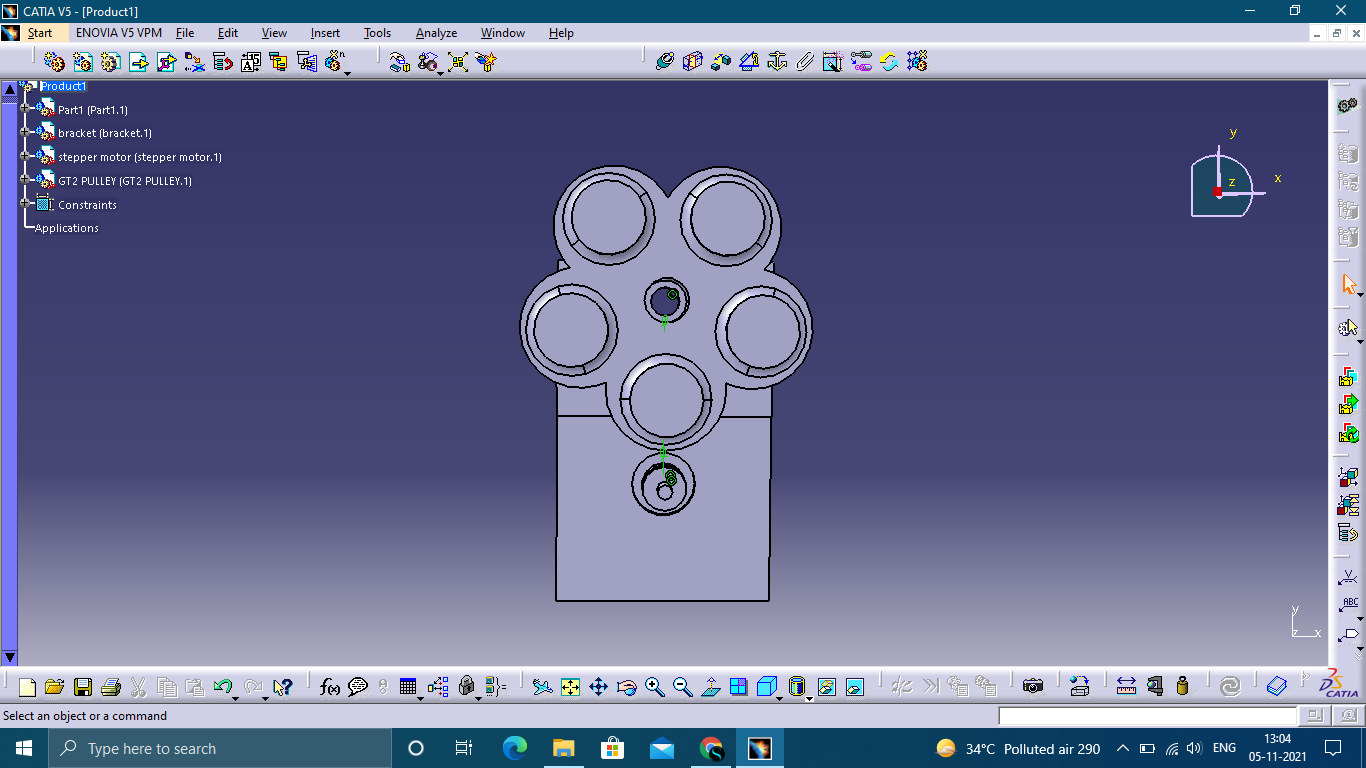 CATIA V5 - [Product1]
Start ENOVIA V5 VPM File Edit View Insert Tools Analyze Window Help
Product1
Part1 (Part1.1)
bracket (bracket.1)
stepper motor (stepper motor.1)
GT2 PULLEY (GT2 PULLEY.1)
Constraints
Applications
y
x
z
ABC
y
z x
f(x)
CATIA
Select an object or a command
Type here to search
34°C Polluted air 290
ENG
13:04
05-11-2021